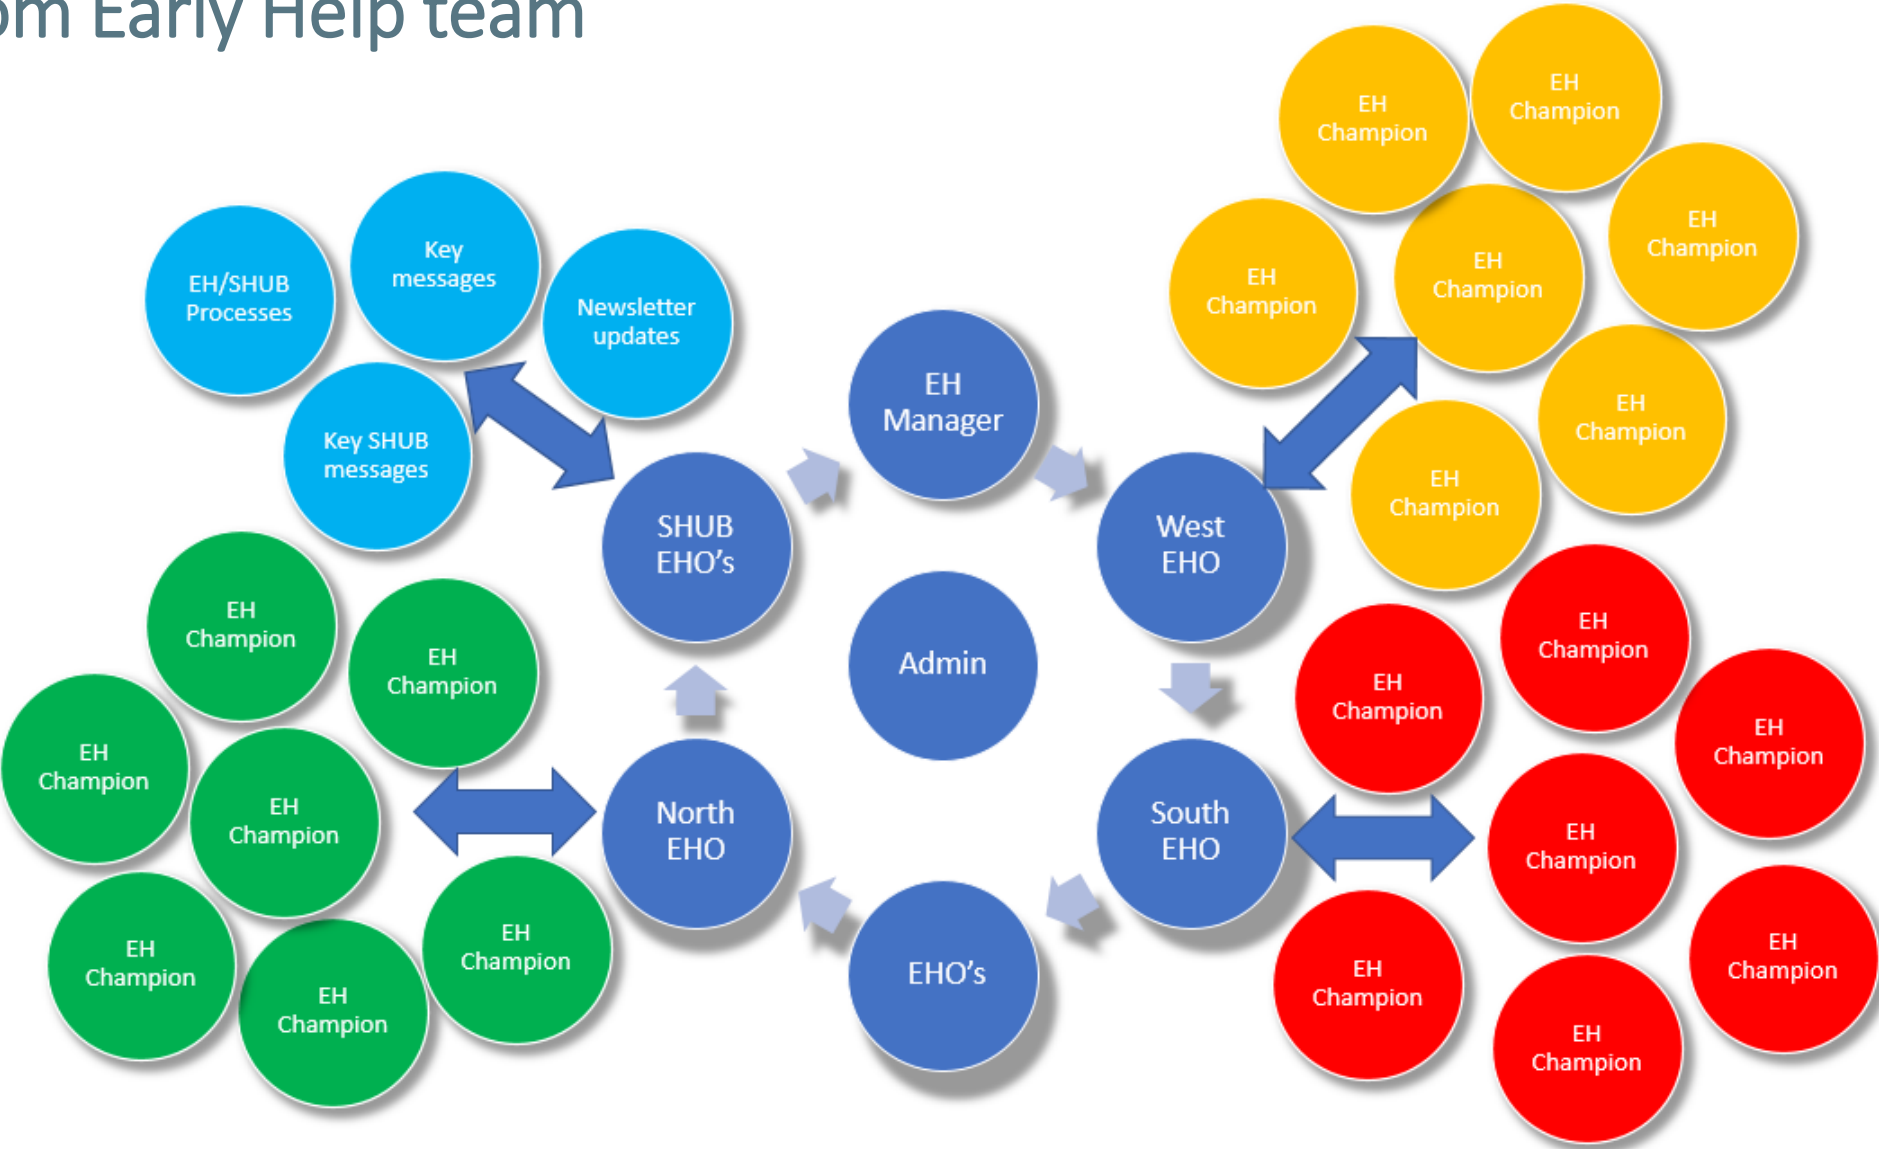 om Early Help team
EH/SHUB
Processes
Key
messages
Newsletter
updates
Key SHUB
messages
EH
Manager
West
EHO
South
EHO
EHO's
North
EHO
SHUB
EHO's
Admin
EH
Champion
EH
Champion
EH
Champion
EH
Champion
EH
Champion
EH
Champion
EH
Champion
EH
Champion
EH
Champion
EH
Champion
EH
Champion
EH
Champion
EH
Champion
EH
Champion
EH
Champion
EH
Champion
EH
Champion
EH
Champion
EH
Champion
EH
Champion
EH
Champion